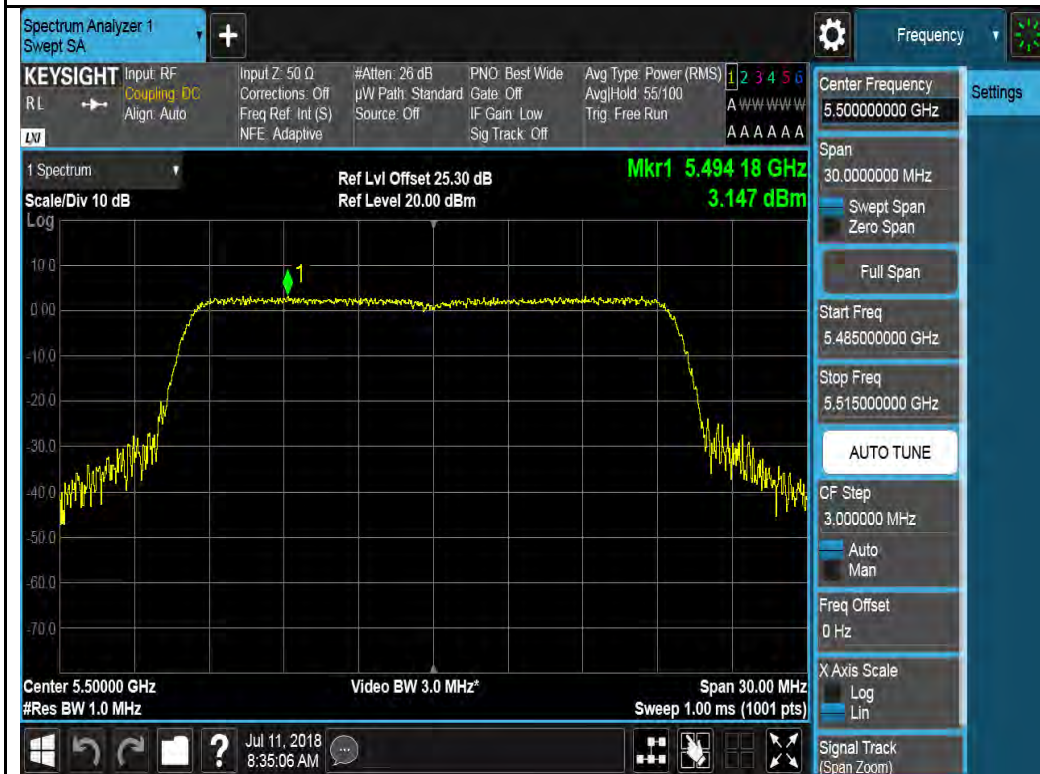 Spectrum Analyzer 1
Swept SA
+
Frequency
KEYSIGHT
RL
LXI
Input: RF
Coupling: DC
Align: Auto
Input Z: 50 Ω
Corrections: Off
Freq Ref: Int (S)
NFE: Adaptive
#Atten: 26 dB
µW Path: Standard
Source: Off
PNO: Best Wide
Gate: Off
IF Gain: Low
Sig Track: Off
Avg Type: Power (RMS)
Avg|Hold: 55/100
Trig: Free Run
1 2 3 4 5 6
A W W W W W
A A A A A A
1 Spectrum
Scale/Div 10 dB
Ref Lvl Offset 25.30 dB
Ref Level 20.00 dBm
Mkr1 5.494 18 GHz
3.147 dBm
Log
1
10.0
0.00
-10.0
-20.0
-30.0
-40.0
-50.0
-60.0
-70.0
Center 5.50000 GHz
#Res BW 1.0 MHz
Video BW 3.0 MHz*
Span 30.00 MHz
Sweep 1.00 ms (1001 pts)
Center Frequency
5.500000000 GHz
Span
30.0000000 MHz
Swept Span
Zero Span
Full Span
Start Freq
5.485000000 GHz
Stop Freq
5.515000000 GHz
AUTO TUNE
CF Step
3.000000 MHz
Auto
Man
Freq Offset
0 Hz
X Axis Scale
Log
Lin
Signal Track
(Span Zoom)
Settings
?
Jul 11, 2018
8:35:06 AM